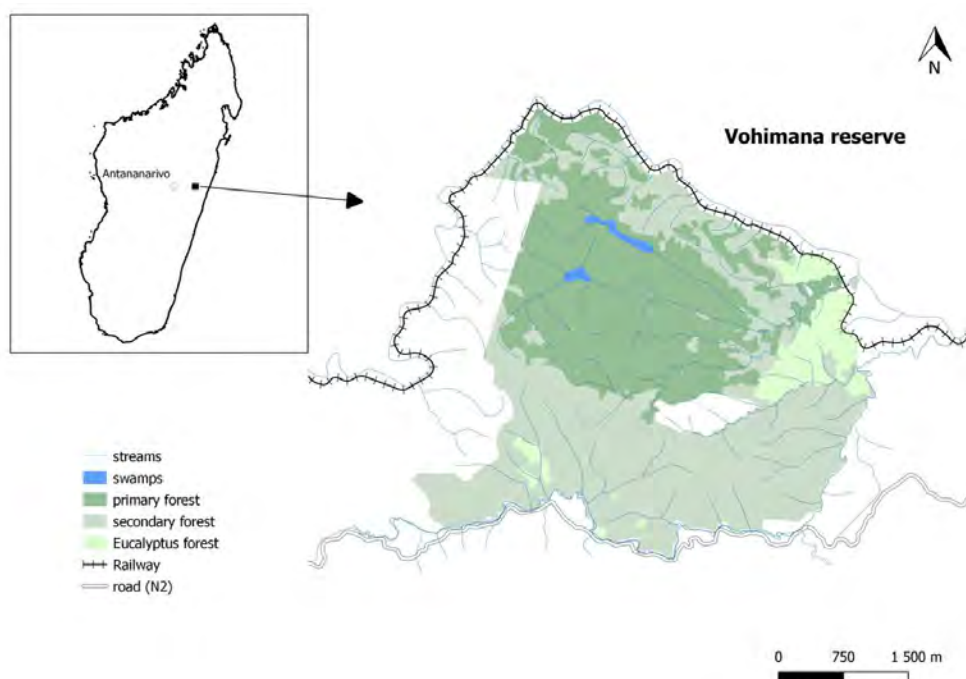 N
Vohimana reserve
Antananarivo
streams
swamps
primary forest
secondary forest
Eucalyptus forest
Railway
road (N2)
0 750 1 500 m